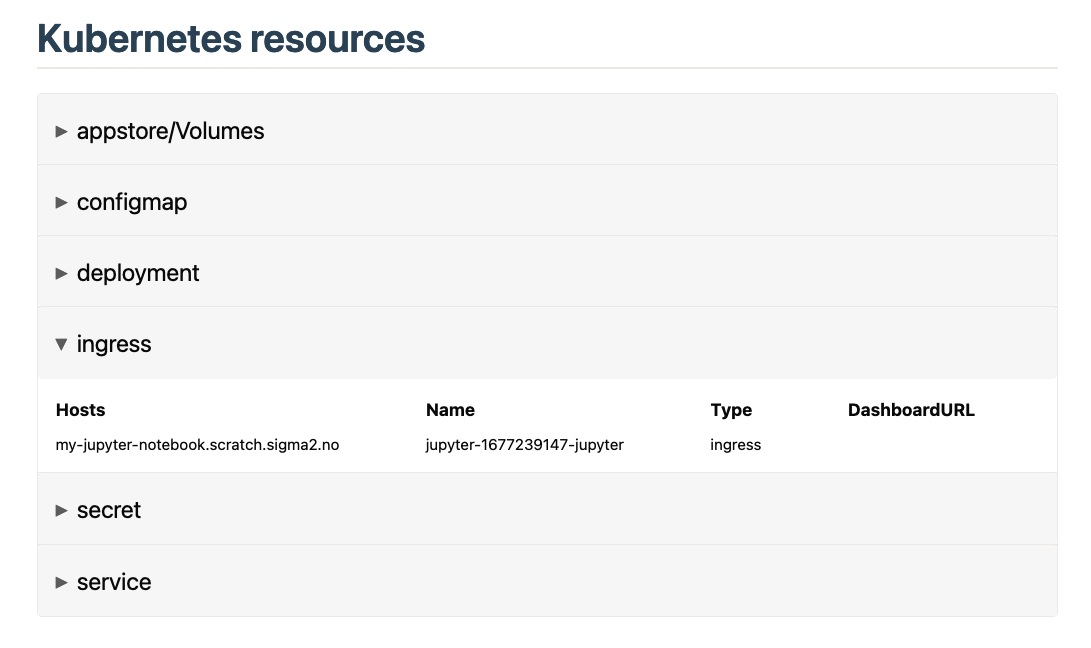 Kubernetes resources
appstore/Volumes
configmap
deployment
ingress
Hosts Name Type DashboardURL
my-jupyter-notebook.scratch.sigma2.no jupyter-1677239147-jupyter ingress
secret
service